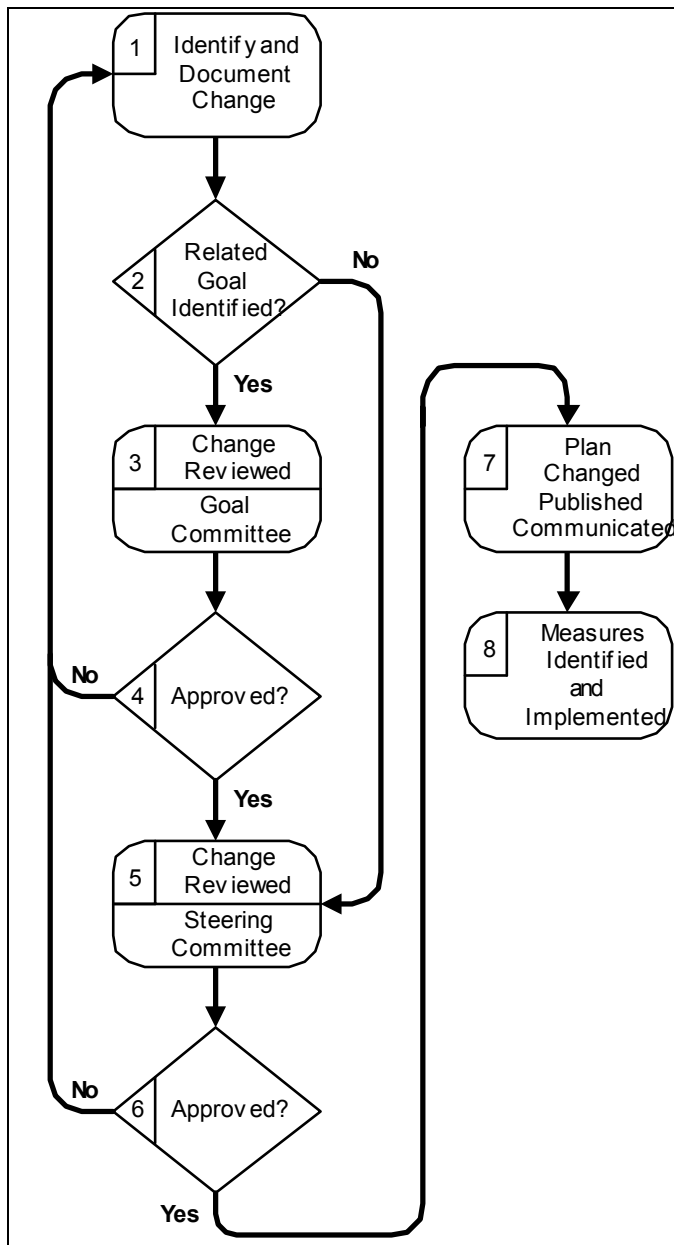 1
Identify and
Document
Change
2
Related
Goal
Identified?
No
Yes
3
Change
Reviewed
Goal
Committee
No
4
Approved?
Yes
5
Change
Reviewed
Steering
Committee
No
6
Approved?
Yes
7
Plan
Changed
Published
Communicated
8
Measures
Identified
and
Implemented